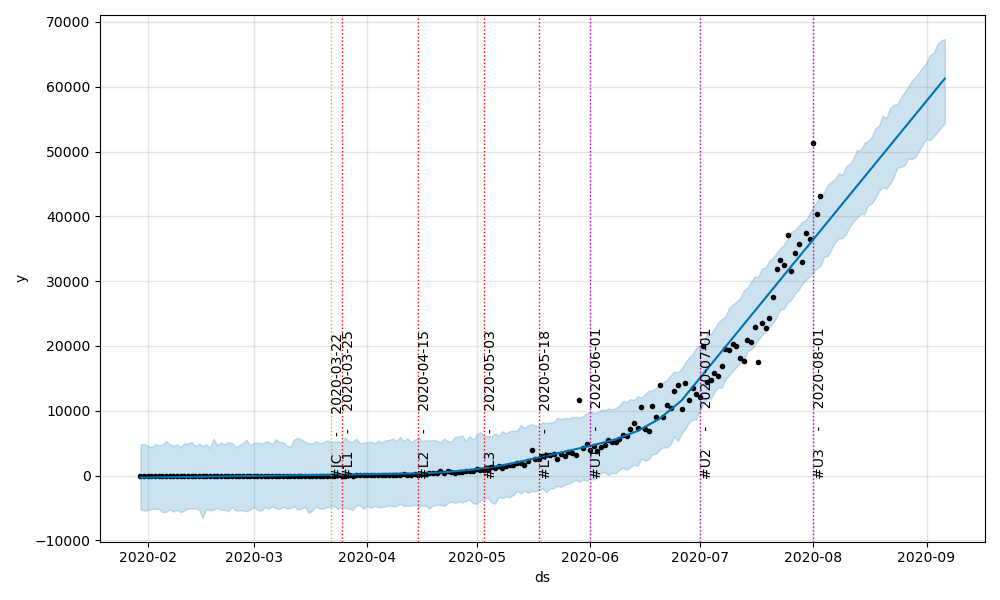 70000
60000
50000
40000
30000
20000
10000
0
−10000
y
#JC - 2020-03-22
#L1 - 2020-03-25
#L2 - 2020-04-15
#L3 - 2020-05-03
#L4 - 2020-05-18
#U1 - 2020-06-01
#U2 - 2020-07-01
#U3 - 2020-08-01
2020-02
2020-03
2020-04
2020-05
2020-06
2020-07
2020-08
2020-09
ds